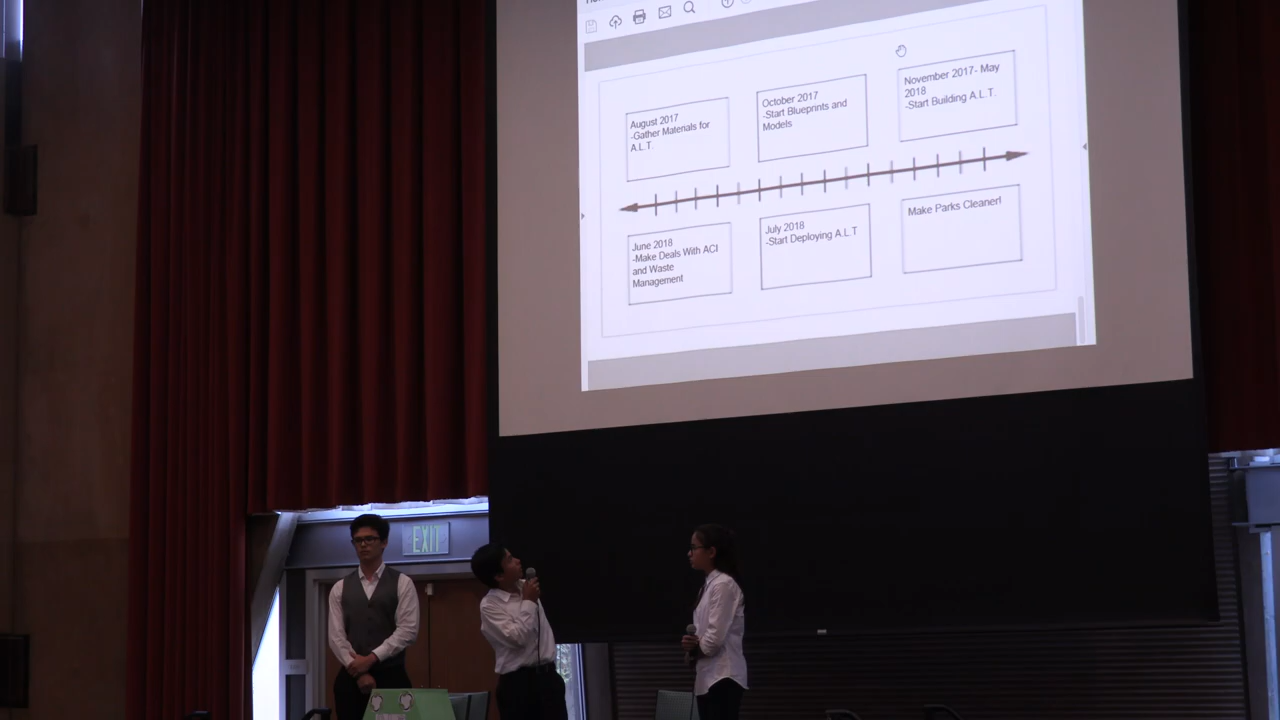 August 2017
-Gather Materials for
A.L.T.
October 2017
-Start Blueprints and
Models
November 2017- May
2018
-Start Building A.L.T.
June 2018
-Make Deals With ACI
and Waste
Management
July 2018
-Start Deploying A.L.T
Make Parks Cleaner!
EXIT